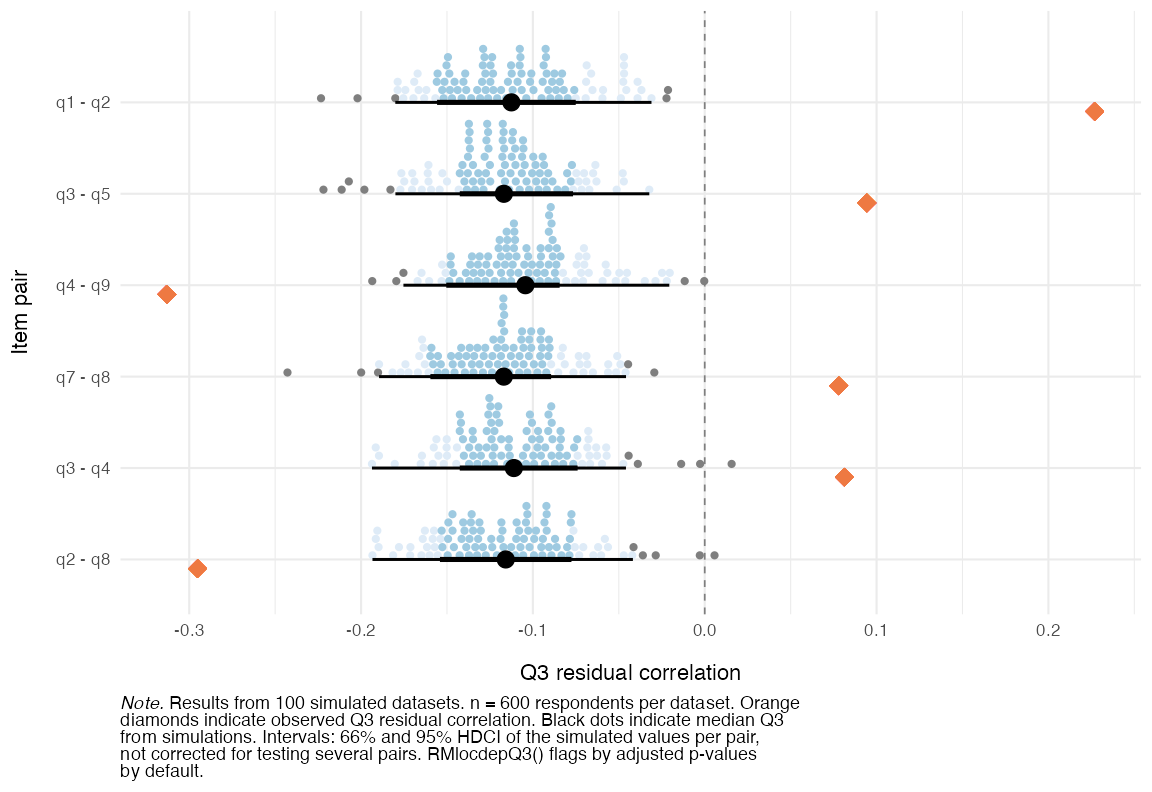 Item pair
q1 - q2
q3 - q5
q4 - q9
q7 - q8
q3 - q4
q2 - q8
-0.3 -0.2 -0.1 0.0 0.1 0.2
Q3 residual correlation
Note. Results from 100 simulated datasets. n = 600 respondents per dataset. Orange
diamonds indicate observed Q3 residual correlation. Black dots indicate median Q3
from simulations. Intervals: 66% and 95% HDCI of the simulated values per pair,
not corrected for testing several pairs. RMlocdepQ3() flags by adjusted p-values
by default.